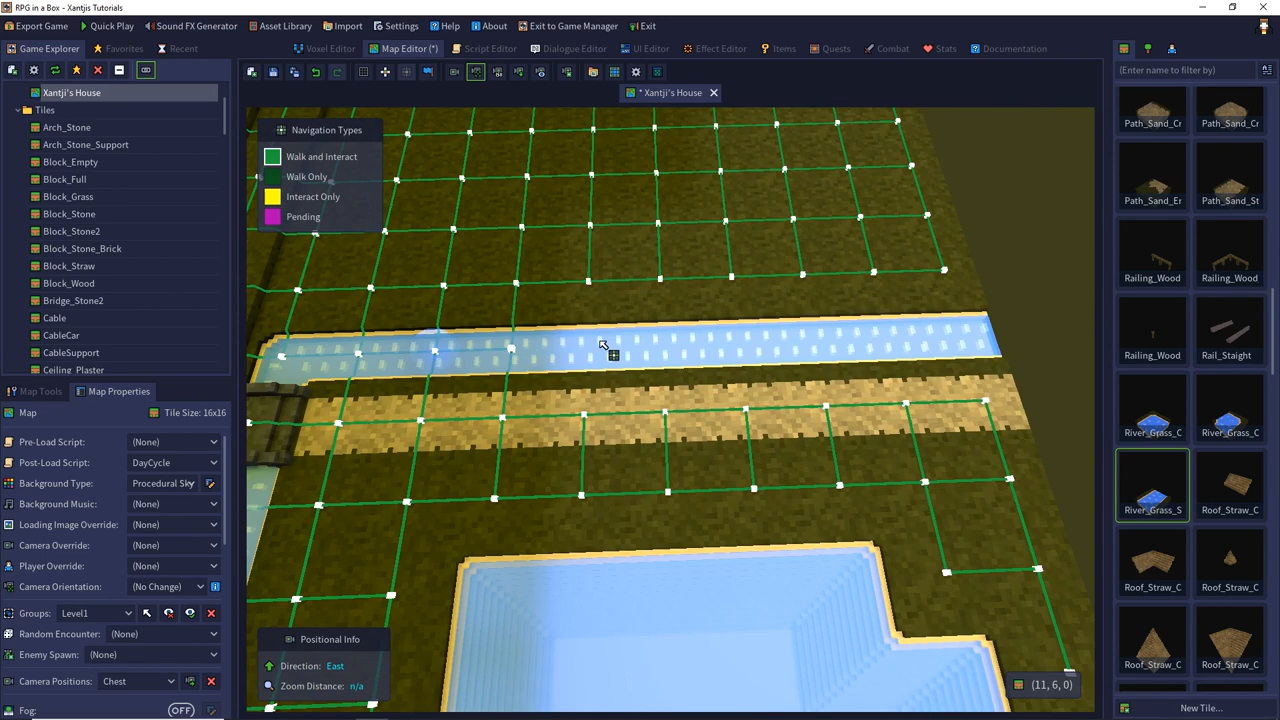 RPG in a Box - Xantjis Tutorials
Export Game Quick Play Sound FX Generator Asset Library Import Settings Help About Exit to Game Manager Exit
Game Explorer Favorites Recent Voxel Editor Map Editor (*) Script Editor Dialogue Editor UI Editor Effect Editor Items Quests Combat Stats Documentation
(Enter name to filter by)
Xantji's House
* Xantji's House
Tiles
Arch_Stone
Arch_Stone_Support
Block_Empty
Block_Full
Block_Grass
Block_Stone
Block_Stone2
Block_Stone_Brick
Block_Straw
Block_Wood
Bridge_Stone2
Cable
CableCar
CableSupport
Ceiling_Plaster
Navigation Types
Walk and Interact
Walk Only
Interact Only
Pending
Path_Sand_Cr Path_Sand_Cr
Path_Sand_Er Path_Sand_St
Railing_Wood Railing_Wood
Railing_Wood Rail_Staight
River_Grass_C River_Grass_C
River_Grass_S Roof_Straw_C
Roof_Straw_C Roof_Straw_C
Roof_Straw_C Roof_Straw_C
New Tile...
Map Tools Map Properties
Map Tile Size: 16x16
Pre-Load Script: (None)
Post-Load Script: DayCycle
Background Type: Procedural Sky
Background Music: (None)
Loading Image Override: (None)
Camera Override: (None)
Player Override: (None)
Camera Orientation: (No Change)
Groups: Level1
Random Encounter: (None)
Enemy Spawn: (None)
Camera Positions: Chest
Fog: OFF
Positional Info
Direction: East
Zoom Distance: n/a
(11, 6, 0)